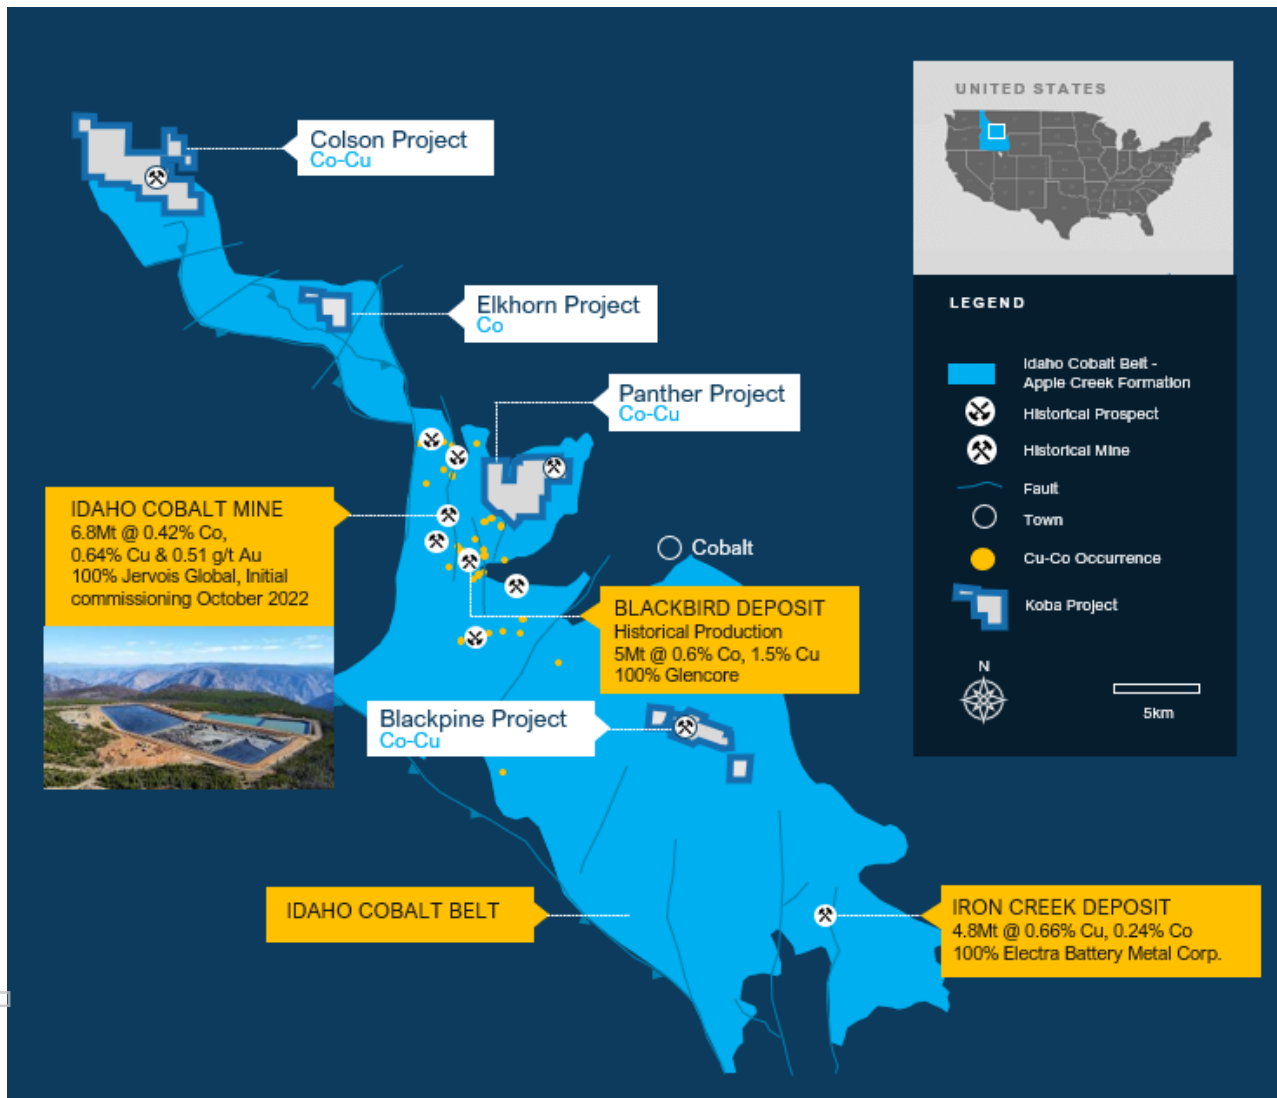 UNITED STATES
Colson Project
Co-Cu
LEGEND
Elkhorn Project
Co
Idaho Cobalt Belt -
Apple Creek Formation
Panther Project
Co-Cu
Historical Prospect
Historical Mine
Fault
Town
Cu-Co Occurrence
Koba Project
N
5km
IDAHO COBALT MINE
6.8Mt @ 0.42% Co,
0.64% Cu & 0.51 g/t Au
100% Jervois Global, Initial
commissioning October 2022
Cobalt
BLACKBIRD DEPOSIT
Historical Production
5Mt @ 0.6% Co, 1.5% Cu
100% Glencore
Blackpine Project
Co-Cu
IDAHO COBALT BELT
IRON CREEK DEPOSIT
4.8Mt @ 0.66% Cu, 0.24% Co
100% Electra Battery Metal Corp.